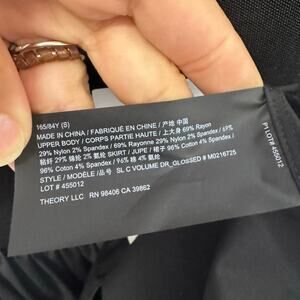 165/84Y (S)
MADE IN CHINA / FABRIQUÉ EN CHINE / 产地 中国
UPPER BODY / CORPS PARTIE HAUTE / 上大身 69% Rayon
29% Nylon 2% Spandex / 69% Rayonne 29% Nylon 2% Spandex / 69%
粘纤 29% 锦纶 2% 氨纶 SKIRT / JUPE / 裙子 96% Cotton 4%
96% Coton 4% Spandex / 96% 棉 4% 氨纶
STYLE / MODÈLE /品号 SL C VOLUME DR_GLOSSED # M0216725
LOT # 455012
THEORY LLC RN 98406 CA 39862
PI LOT# 455012